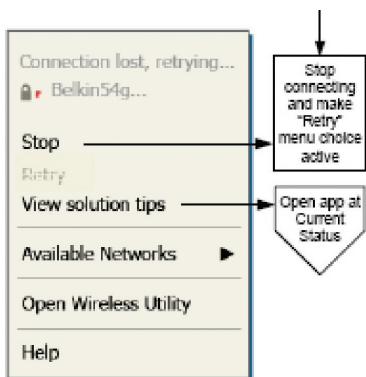 Connection lost, retrying...
Belkin54g...
Stop
Retry
View solution tips
Available Networks
Open Wireless Utility
Help
Stop
connecting
and make
"Retry"
menu choice
active
Open app at
Current
Status